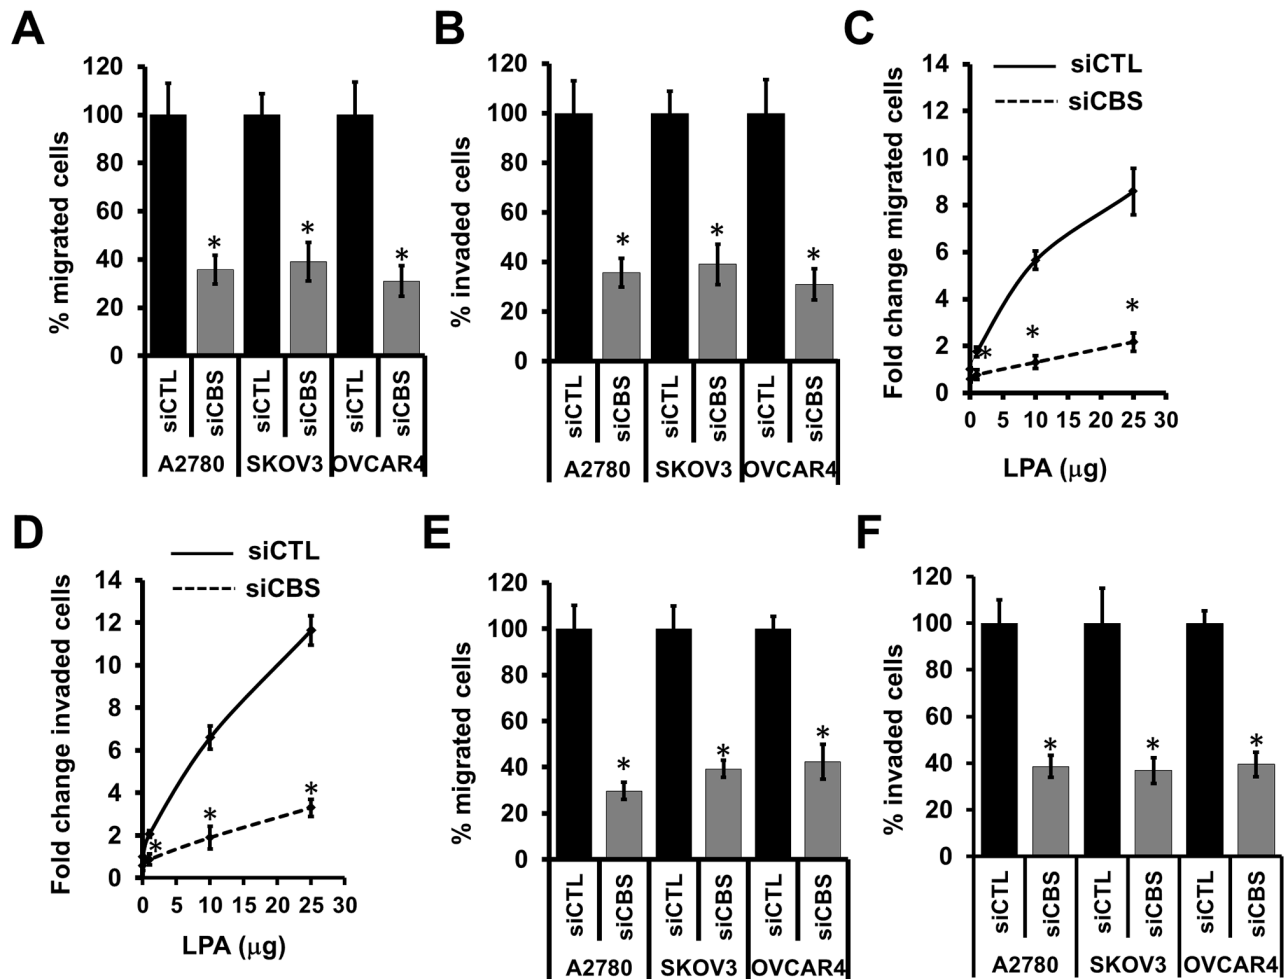 A
% migrated cells
120
100
80
60
40
20
0
siCTL siCBS siCTL siCBS siCTL siCBS
A2780 SKOV3 OVCAR4
* * *
B
% invaded cells
120
100
80
60
40
20
0
siCTL siCBS siCTL siCBS siCTL siCBS
A2780 SKOV3 OVCAR4
* * *
C
siCTL
siCBS
Fold change migrated cells
14
12
10
8
6
4
2
0
* * *
0 5 10 15 20 25 30
LPA (μg)
D
siCTL
siCBS
Fold change invaded cells
14
12
10
8
6
4
2
0
* * *
0 5 10 15 20 25 30
LPA (μg)
E
% migrated cells
120
100
80
60
40
20
0
* * *
siCTL siCBS siCTL siCBS siCTL siCBS
A2780 SKOV3 OVCAR4
F
% invaded cells
120
100
80
60
40
20
0
* * *
siCTL siCBS siCTL siCBS siCTL siCBS
A2780 SKOV3 OVCAR4